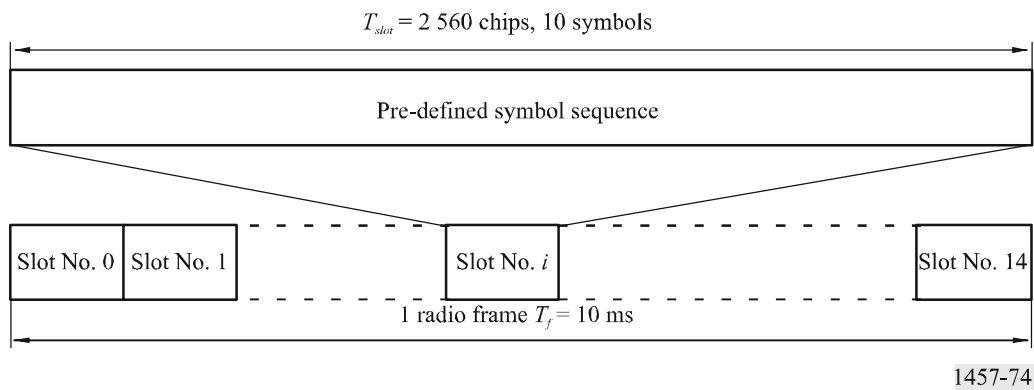 T_slot = 2 560 chips, 10 symbols
Pre-defined symbol sequence
Slot No. 0 Slot No. 1 Slot No. i Slot No. 14
1 radio frame T_f = 10 ms
1457-74